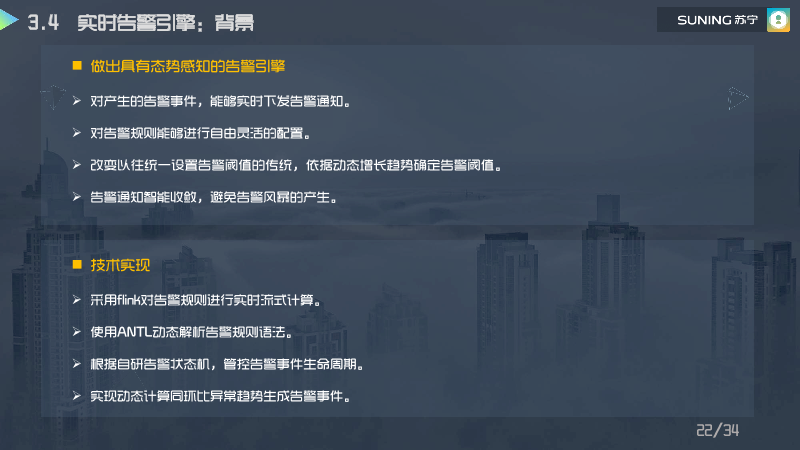 3.4 实时告警引擎：背景
SUNING 苏宁
做出具有态势感知的告警引擎
对产生的告警事件，能够实时下发告警通知。
对告警规则能够进行自由灵活的配置。
改变以往统一设置告警阈值的传统，依据动态增长趋势确定告警阈值。
告警通知智能收敛，避免告警风暴的产生。
技术实现
采用flink对告警规则进行实时流式计算。
使用ANTL动态解析告警规则语法。
根据自研告警状态机，管控告警事件生命周期。
实现动态计算同环比异常趋势生成告警事件。
22/34